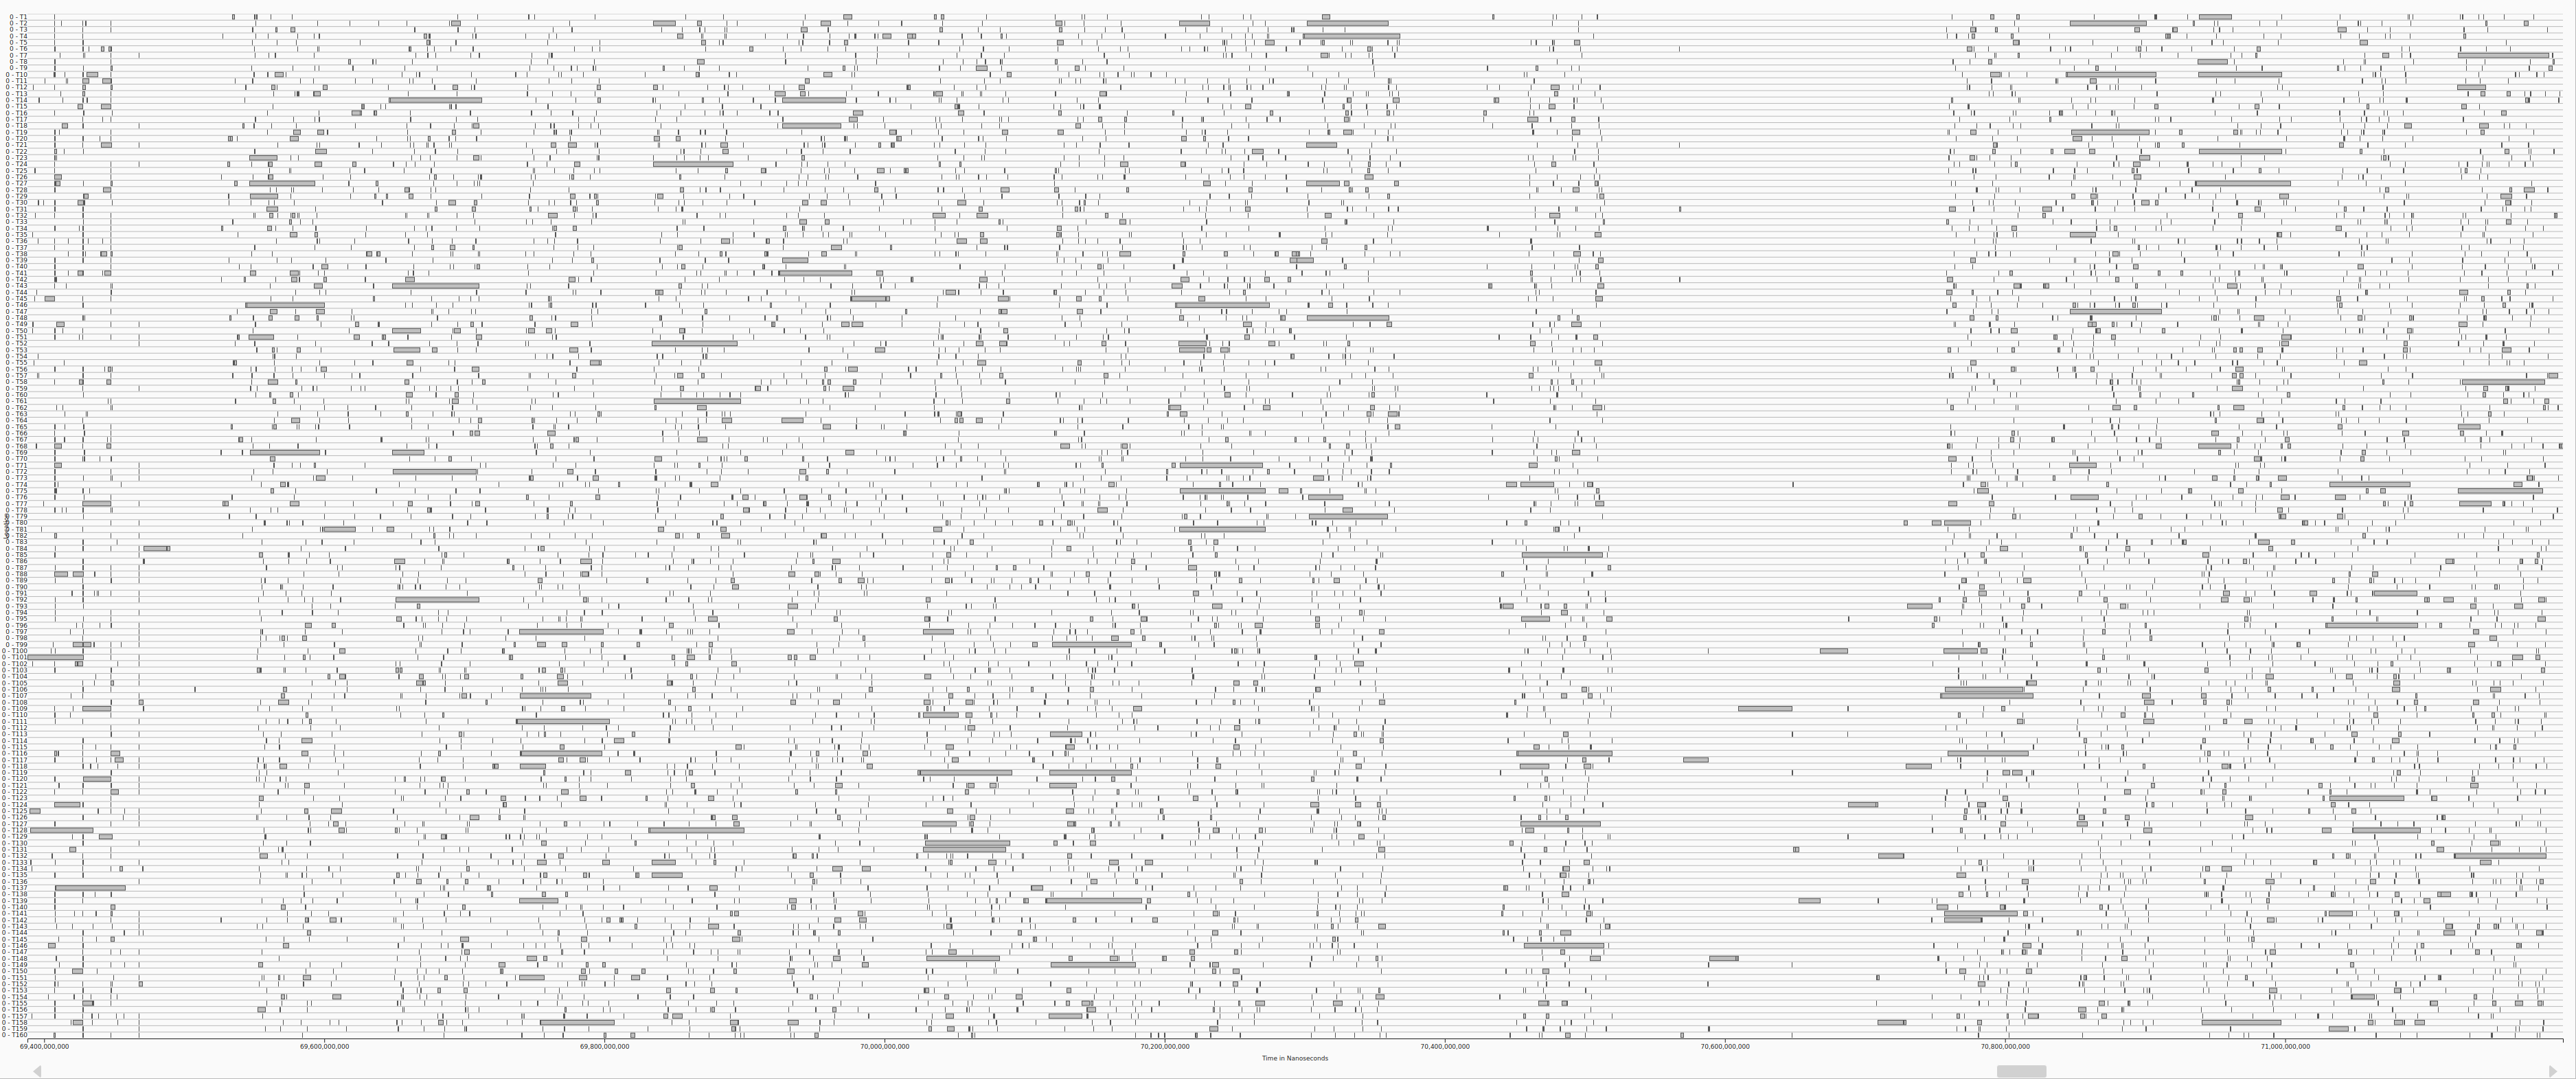 0 - T1
0 - T2
0 - T3
0 - T4
0 - T5
0 - T6
0 - T7
0 - T8
0 - T9
0 - T10
0 - T11
0 - T12
0 - T13
0 - T14
0 - T15
0 - T16
0 - T17
0 - T18
0 - T19
0 - T20
0 - T21
0 - T22
0 - T23
0 - T24
0 - T25
0 - T26
0 - T27
0 - T28
0 - T29
0 - T30
0 - T31
0 - T32
0 - T33
0 - T34
0 - T35
0 - T36
0 - T37
0 - T38
0 - T39
0 - T40
0 - T41
0 - T42
0 - T43
0 - T44
0 - T45
0 - T46
0 - T47
0 - T48
0 - T49
0 - T50
0 - T51
0 - T52
0 - T53
0 - T54
0 - T55
0 - T56
0 - T57
0 - T58
0 - T59
0 - T60
0 - T61
0 - T62
0 - T63
0 - T64
0 - T65
0 - T66
0 - T67
0 - T68
0 - T69
0 - T70
0 - T71
0 - T72
0 - T73
0 - T74
0 - T75
0 - T76
0 - T77
0 - T78
0 - T79
0 - T80
0 - T81
0 - T82
0 - T83
0 - T84
0 - T85
0 - T86
0 - T87
0 - T88
0 - T89
0 - T90
0 - T91
0 - T92
0 - T93
0 - T94
0 - T95
0 - T96
0 - T97
0 - T98
0 - T99
0 - T100
0 - T101
0 - T102
0 - T103
0 - T104
0 - T105
0 - T106
0 - T107
0 - T108
0 - T109
0 - T110
0 - T111
0 - T112
0 - T113
0 - T114
0 - T115
0 - T116
0 - T117
0 - T118
0 - T119
0 - T120
0 - T121
0 - T122
0 - T123
0 - T124
0 - T125
0 - T126
0 - T127
0 - T128
0 - T129
0 - T130
0 - T131
0 - T132
0 - T133
0 - T134
0 - T135
0 - T136
0 - T137
0 - T138
0 - T139
0 - T140
0 - T141
0 - T142
0 - T143
0 - T144
0 - T145
0 - T146
0 - T147
0 - T148
0 - T149
0 - T150
0 - T151
0 - T152
0 - T153
0 - T154
0 - T155
0 - T156
0 - T157
0 - T158
0 - T159
0 - T160
69,400,000,000 69,600,000,000 69,800,000,000 70,000,000,000 70,200,000,000 70,400,000,000 70,600,000,000 70,800,000,000 71,000,000,000
Time in Nanoseconds